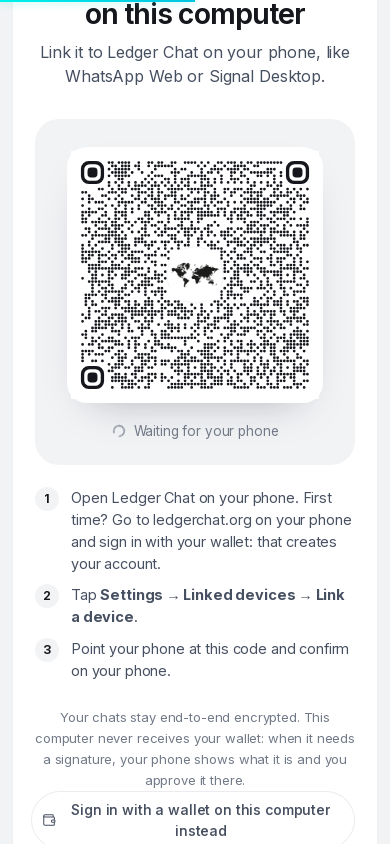 on this computer
Link it to Ledger Chat on your phone, like
WhatsApp Web or Signal Desktop.
Waiting for your phone
1 Open Ledger Chat on your phone. First
time? Go to ledgerchat.org on your phone
and sign in with your wallet: that creates
your account.
2 Tap Settings → Linked devices → Link
a device.
3 Point your phone at this code and confirm
on your phone.
Your chats stay end-to-end encrypted. This
computer never receives your wallet: when it needs
a signature, your phone shows what it is and you
approve it there.
Sign in with a wallet on this computer
instead